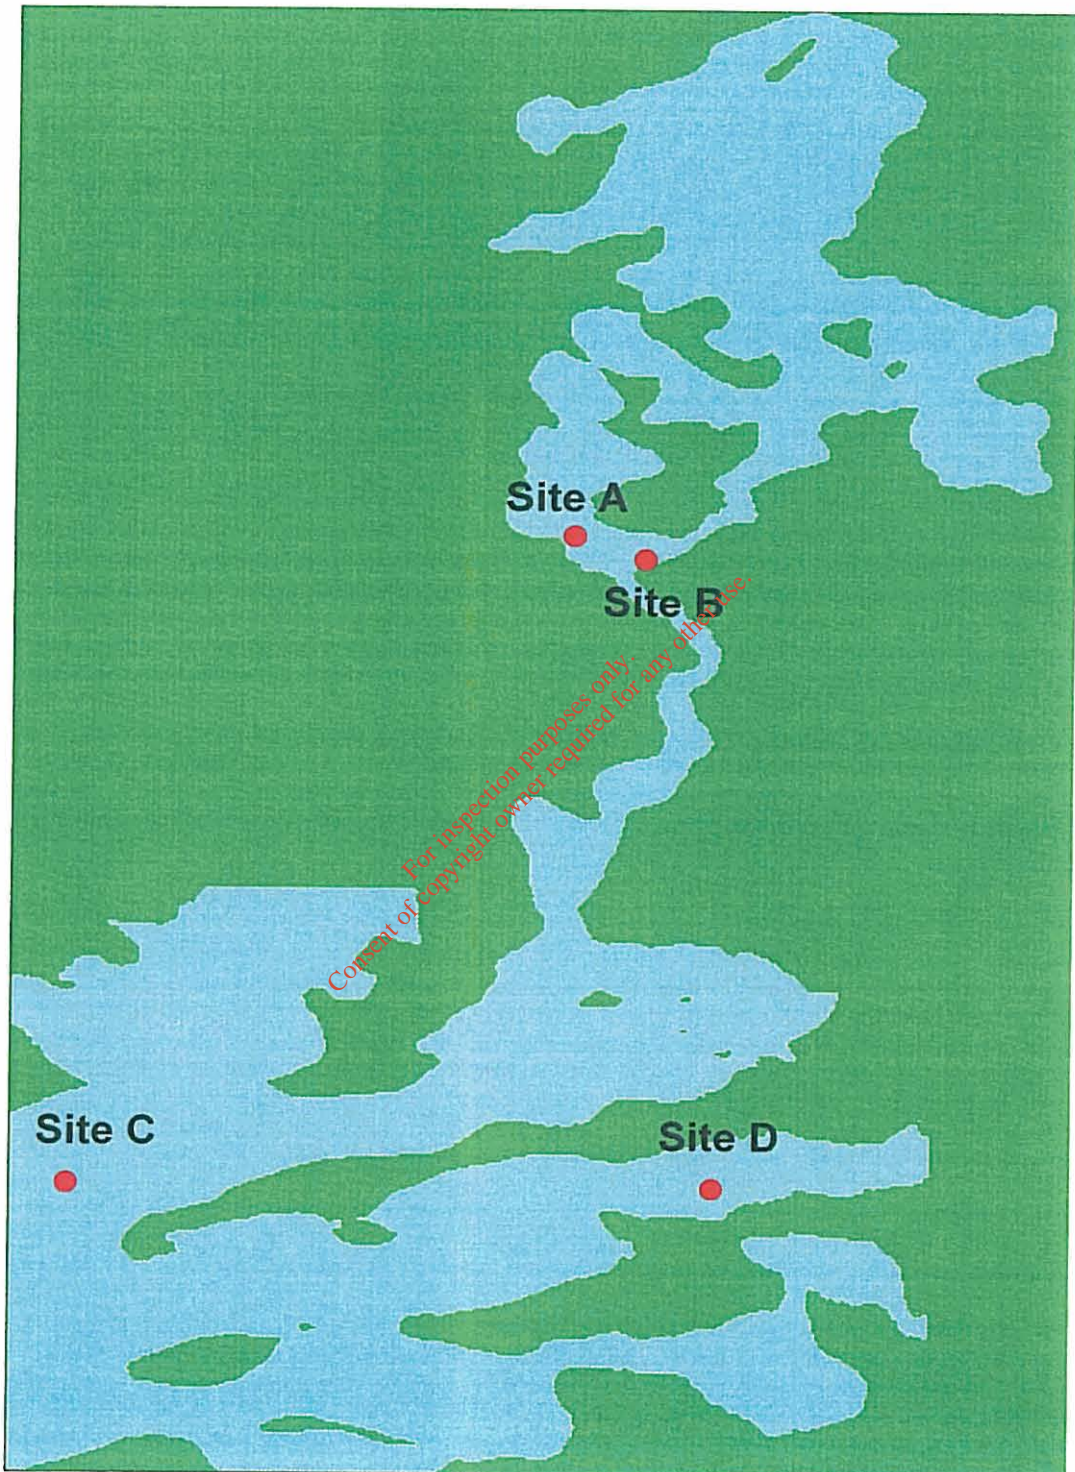 Site A
Site B
For inspection purposes only.
Consent of copyright owner required for any other use.
Site C
Site D